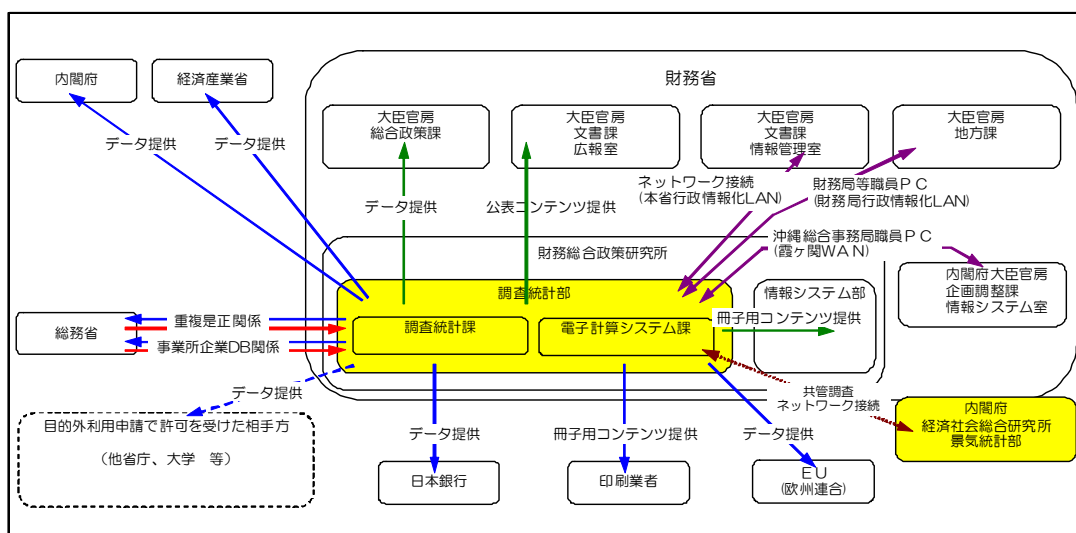 財務省
内閣府
経済産業省
大臣官房
総合政策課
大臣官房
文書課
広報室
大臣官房
文書課
情報管理室
大臣官房
地方課
データ提供
データ提供
データ提供
公表コンテンツ提供
ネットワーク接続
(本省行政情報化LAN)
財務局等職員PC
(財務局行政情報化LAN)
沖縄総合事務局職員PC
(霞ヶ関WAN)
財務総合政策研究所
内閣府大臣官房
企画調整課
情報システム室
調査統計部
情報システム部
総務省
重複是正関係
事業所企業DB関係
調査統計課
電子計算システム課
冊子用コンテンツ提供
データ提供
共管調査
ネットワーク接続
目的外利用申請で許可を受けた相手方
(他省庁、大学 等)
内閣府
経済社会総合研究所
景気統計部
データ提供
冊子用コンテンツ提供
データ提供
日本銀行
印刷業者
EU
(欧州連合)